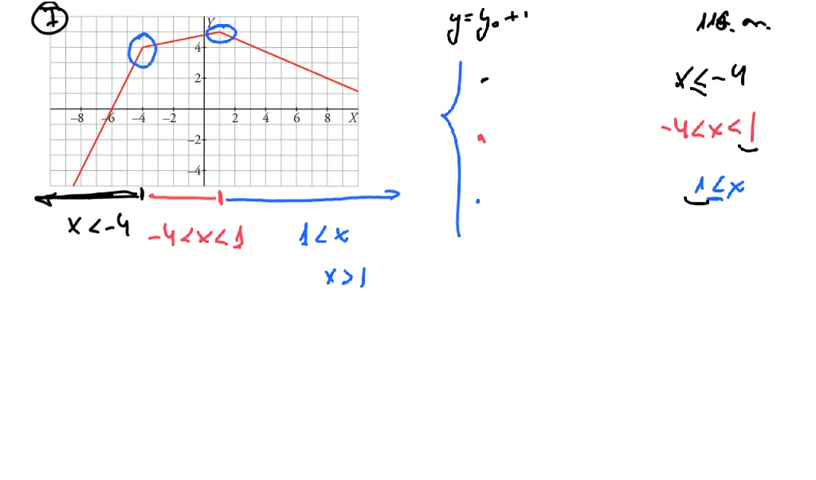 I
Y
4
2
-8 -6 -4 -2 2 4 6 8 X
-2
-4
x < -4
-4 < x < 1
1 < x
x > 1
x ≤ -4
-4 < x < 1
1 ≤ x